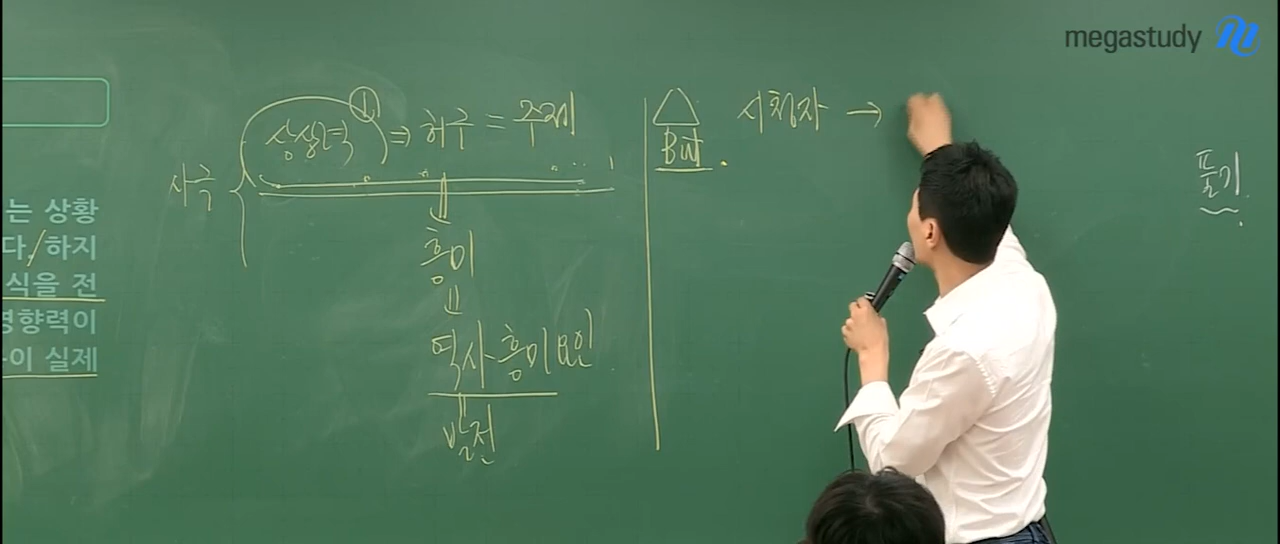 megastudy
는 상황
다./하지
식을 전
영향력이
이 실제
사극 { 상상력 ① ⇒ 허구 = 주제
흥미
역사 흥미 요인
발전
But.
시청자 →
필기